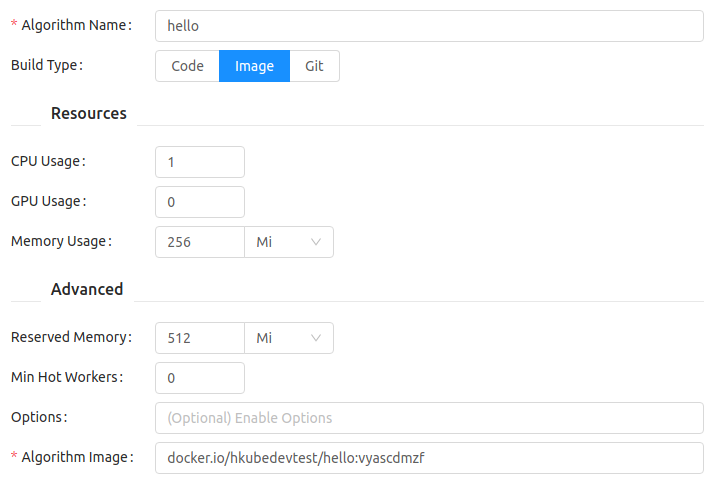 * Algorithm Name: hello
Build Type: Code Image Git
Resources
CPU Usage: 1
GPU Usage: 0
Memory Usage: 256 Mi
Advanced
Reserved Memory: 512 Mi
Min Hot Workers: 0
Options: (Optional) Enable Options
* Algorithm Image: docker.io/hkubedevtest/hello:vyascdmzf